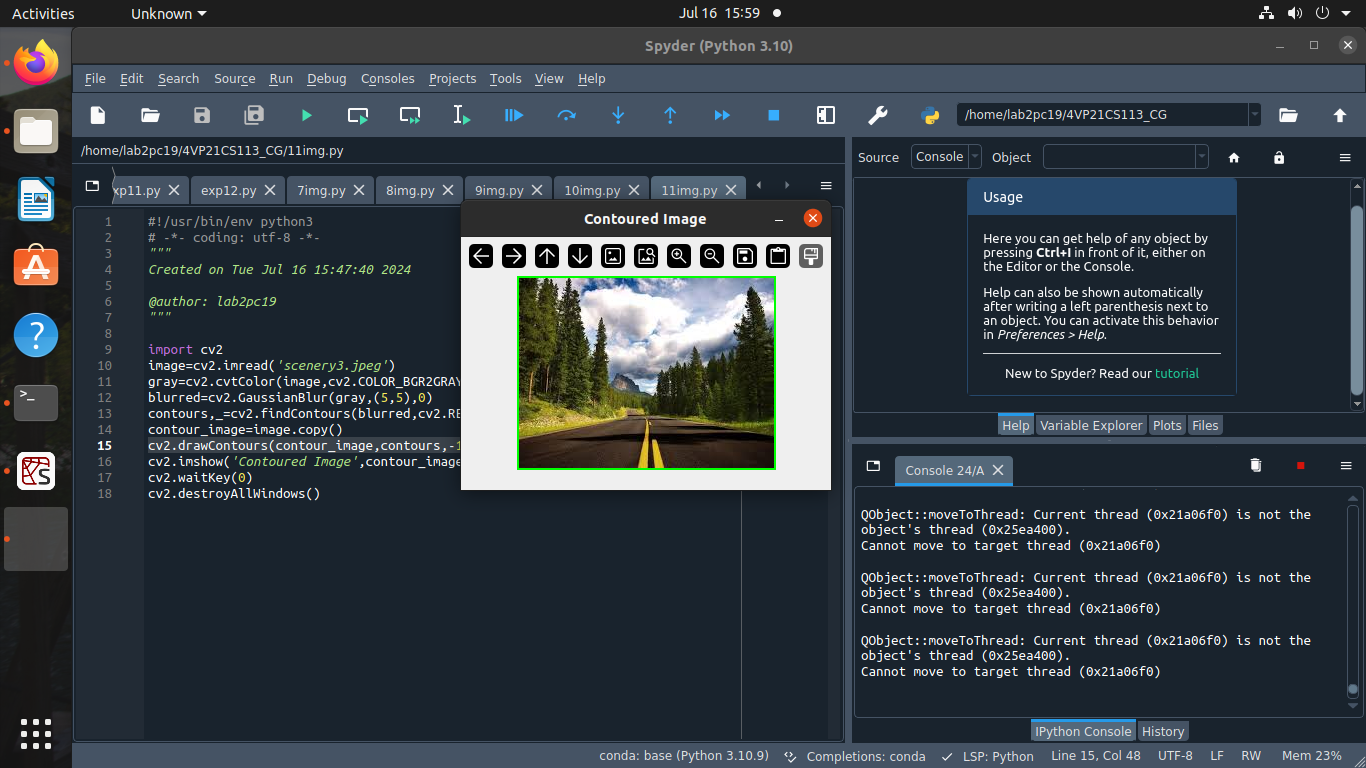 Activities
Unknown
Jul 16 15:59
Spyder (Python 3.10)
File Edit Search Source Run Debug Consoles Projects Tools View Help
/home/lab2pc19/4VP21CS113_CG
/home/lab2pc19/4VP21CS113_CG/11img.py
xp11.py
exp12.py
7img.py
8img.py
9img.py
10img.py
11img.py
1 #!/usr/bin/env python3
2 # -*- coding: utf-8 -*-
3 """
4 Created on Tue Jul 16 15:47:40 2024
5
6 @author: lab2pc19
7 """
8
9 import cv2
10 image=cv2.imread('scenery3.jpeg')
11 gray=cv2.cvtColor(image,cv2.COLOR_BGR2GRAY
12 blurred=cv2.GaussianBlur(gray,(5,5),0)
13 contours,_=cv2.findContours(blurred,cv2.RE
14 contour_image=image.copy()
15 cv2.drawContours(contour_image,contours,-1
16 cv2.imshow('Contoured Image',contour_image
17 cv2.waitKey(0)
18 cv2.destroyAllWindows()
Contoured Image
Source
Console
Object
Usage
Here you can get help of any object by
pressing Ctrl+I in front of it, either on
the Editor or the Console.
Help can also be shown automatically
after writing a left parenthesis next to
an object. You can activate this behavior
in Preferences > Help.
New to Spyder? Read our tutorial
Help
Variable Explorer
Plots
Files
Console 24/A
QObject::moveToThread: Current thread (0x21a06f0) is not the
object's thread (0x25ea400).
Cannot move to target thread (0x21a06f0)
QObject::moveToThread: Current thread (0x21a06f0) is not the
object's thread (0x25ea400).
Cannot move to target thread (0x21a06f0)
QObject::moveToThread: Current thread (0x21a06f0) is not the
object's thread (0x25ea400).
Cannot move to target thread (0x21a06f0)
IPython Console
History
conda: base (Python 3.10.9)
Completions: conda
LSP: Python
Line 15, Col 48
UTF-8
LF
RW
Mem 23%